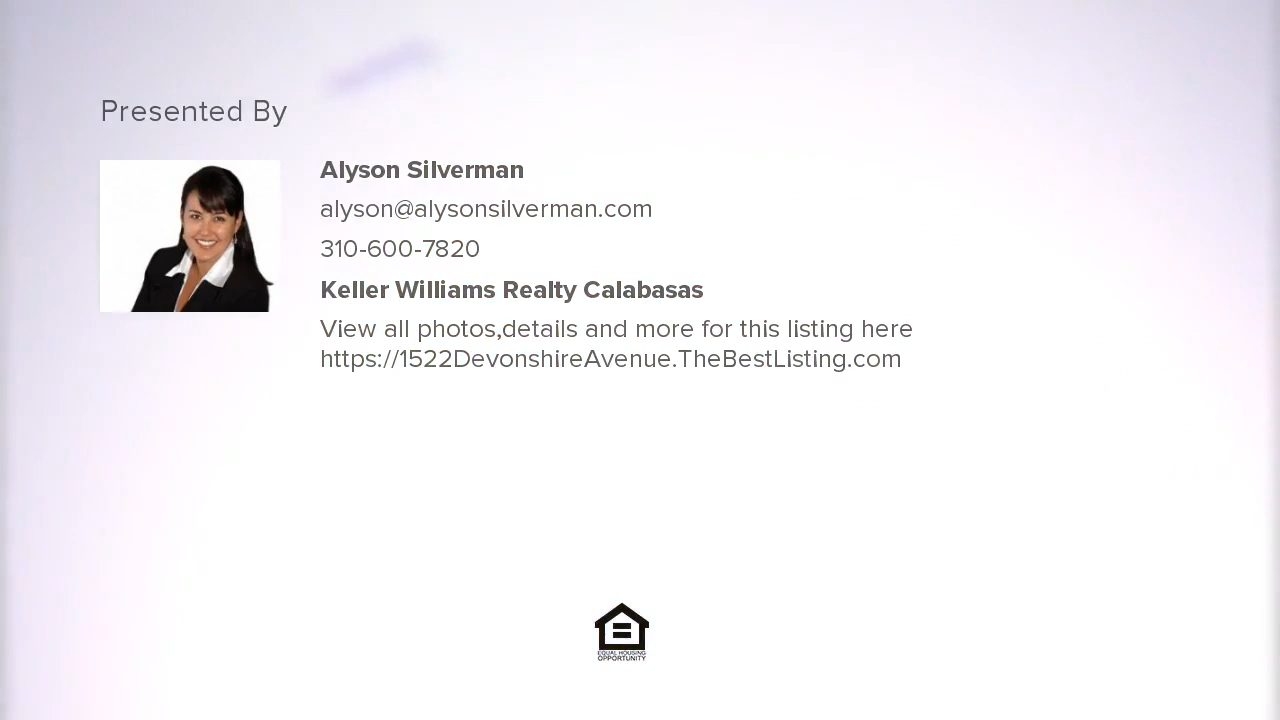 Presented By
Alyson Silverman
alyson@alysonsilverman.com
310-600-7820
Keller Williams Realty Calabasas
View all photos,details and more for this listing here
https://1522DevonshireAvenue.TheBestListing.com
EQUAL HOUSING
OPPORTUNITY